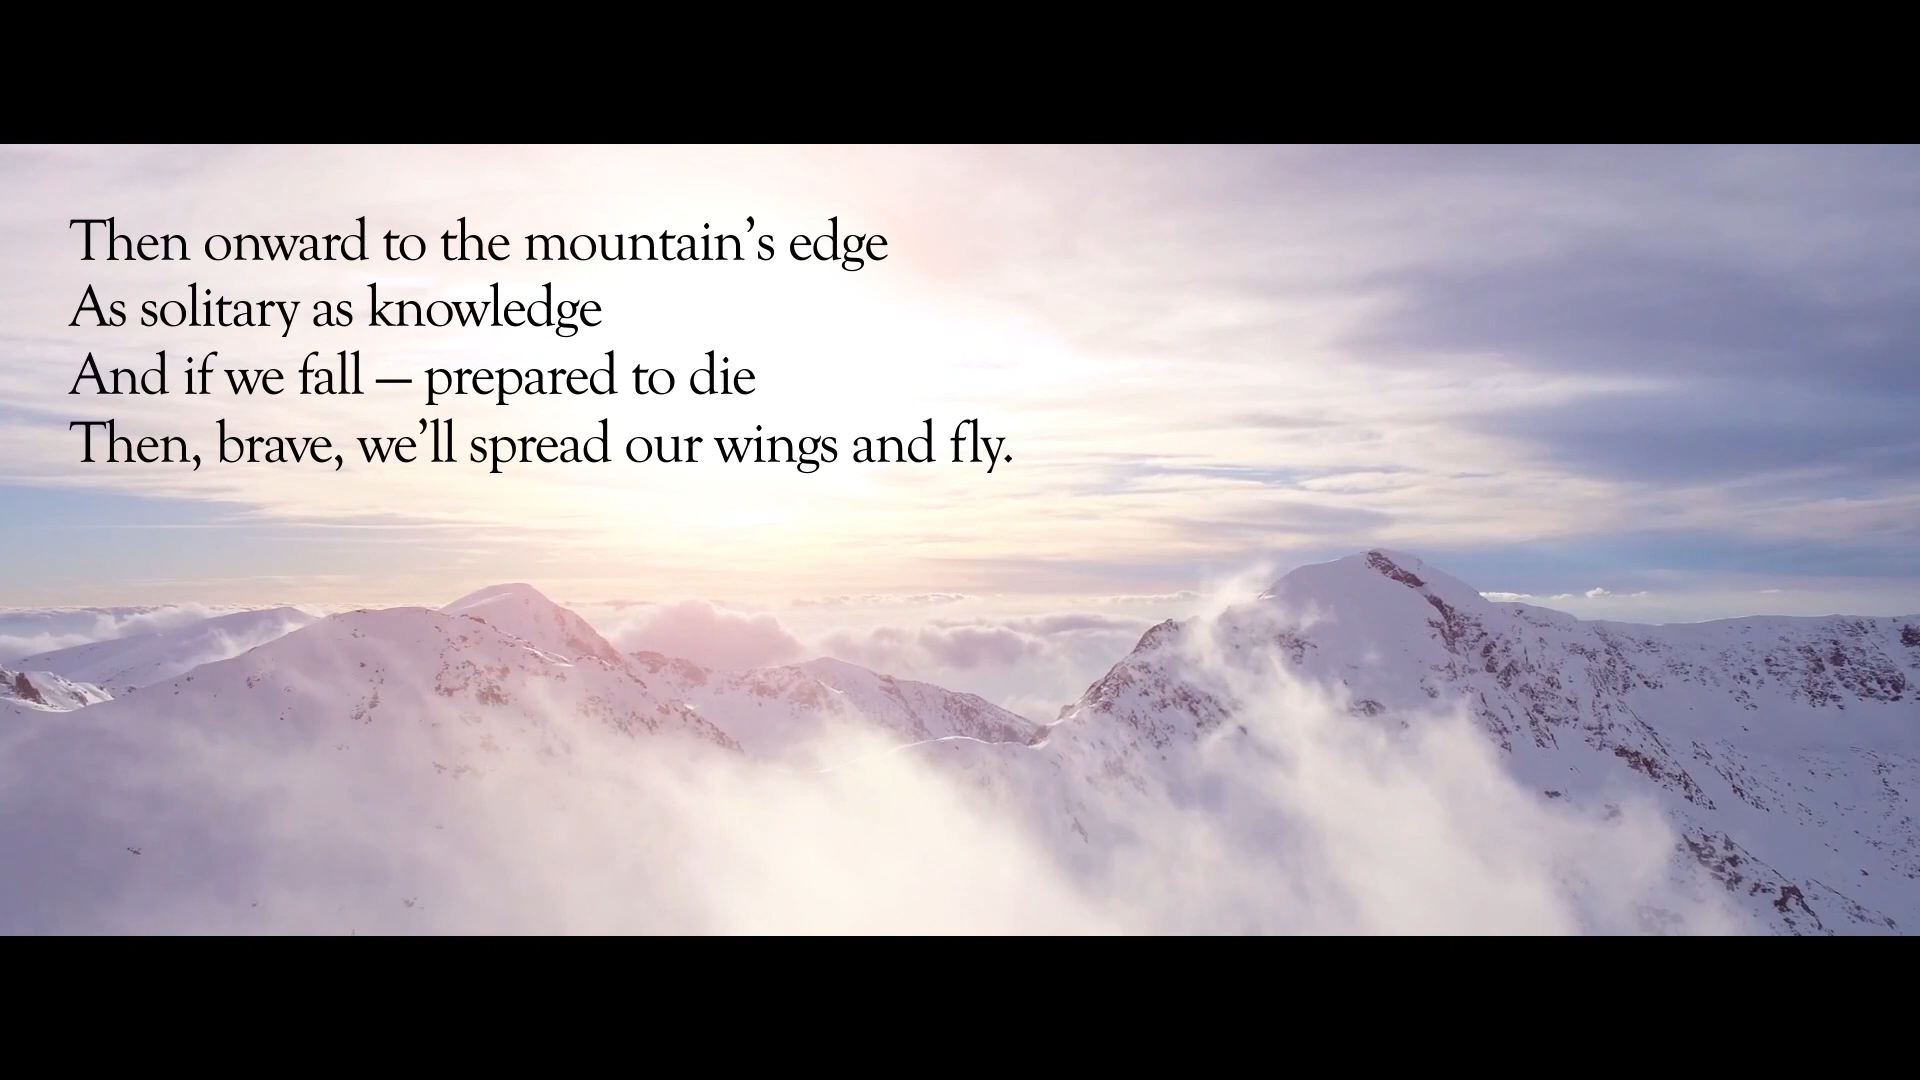 Then onward to the mountain’s edge
As solitary as knowledge
And if we fall — prepared to die
Then, brave, we’ll spread our wings and fly.